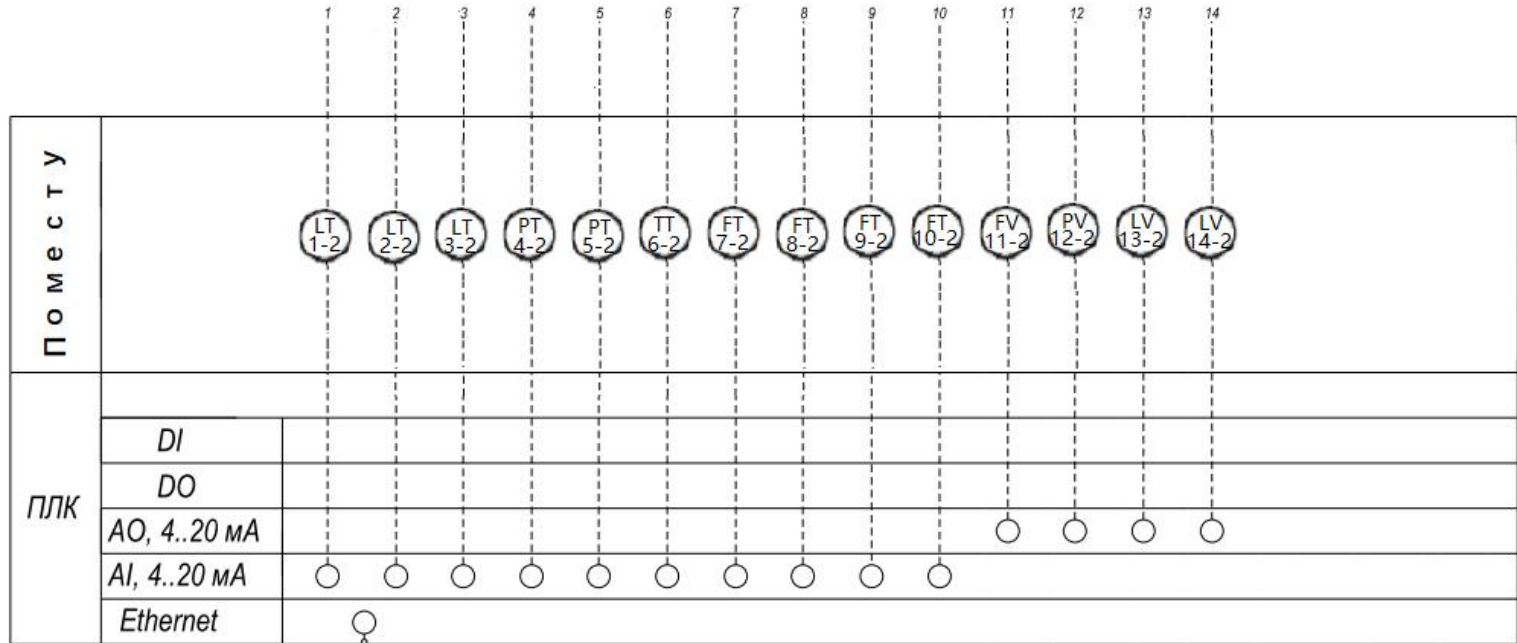 1 2 3 4 5 6 7 8 9 10 11 12 13 14
По месту
LT 1-2
LT 2-2
LT 3-2
PT 4-2
PT 5-2
TT 6-2
FT 7-2
FT 8-2
FT 9-2
FT 10-2
FV 11-2
PV 12-2
LV 13-2
LV 14-2
ПЛК
DI
DO
AO, 4..20 мА
AI, 4..20 мА
Ethernet